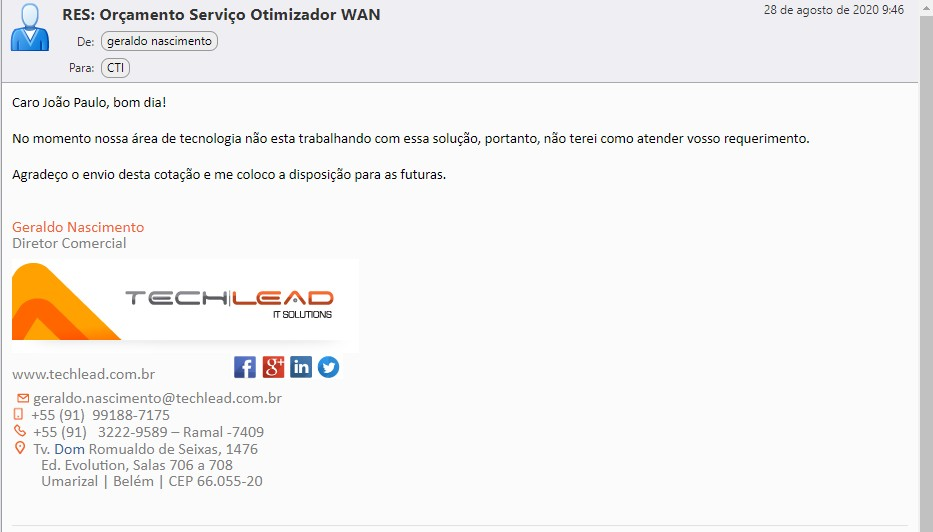 RES: Orçamento Serviço Otimizador WAN
28 de agosto de 2020 9:46
De: geraldo nascimento
Para: CTI
Caro João Paulo, bom dia!
No momento nossa área de tecnologia não esta trabalhando com essa solução, portanto, não terei como atender vosso requerimento.
Agradeço o envio desta cotação e me coloco a disposição para as futuras.
Geraldo Nascimento
Diretor Comercial
TECH|LEAD
IT SOLUTIONS
www.techlead.com.br
geraldo.nascimento@techlead.com.br
+55 (91) 99188-7175
+55 (91) 3222-9589 – Ramal -7409
Tv. Dom Romualdo de Seixas, 1476
Ed. Evolution, Salas 706 a 708
Umarizal | Belém | CEP 66.055-20